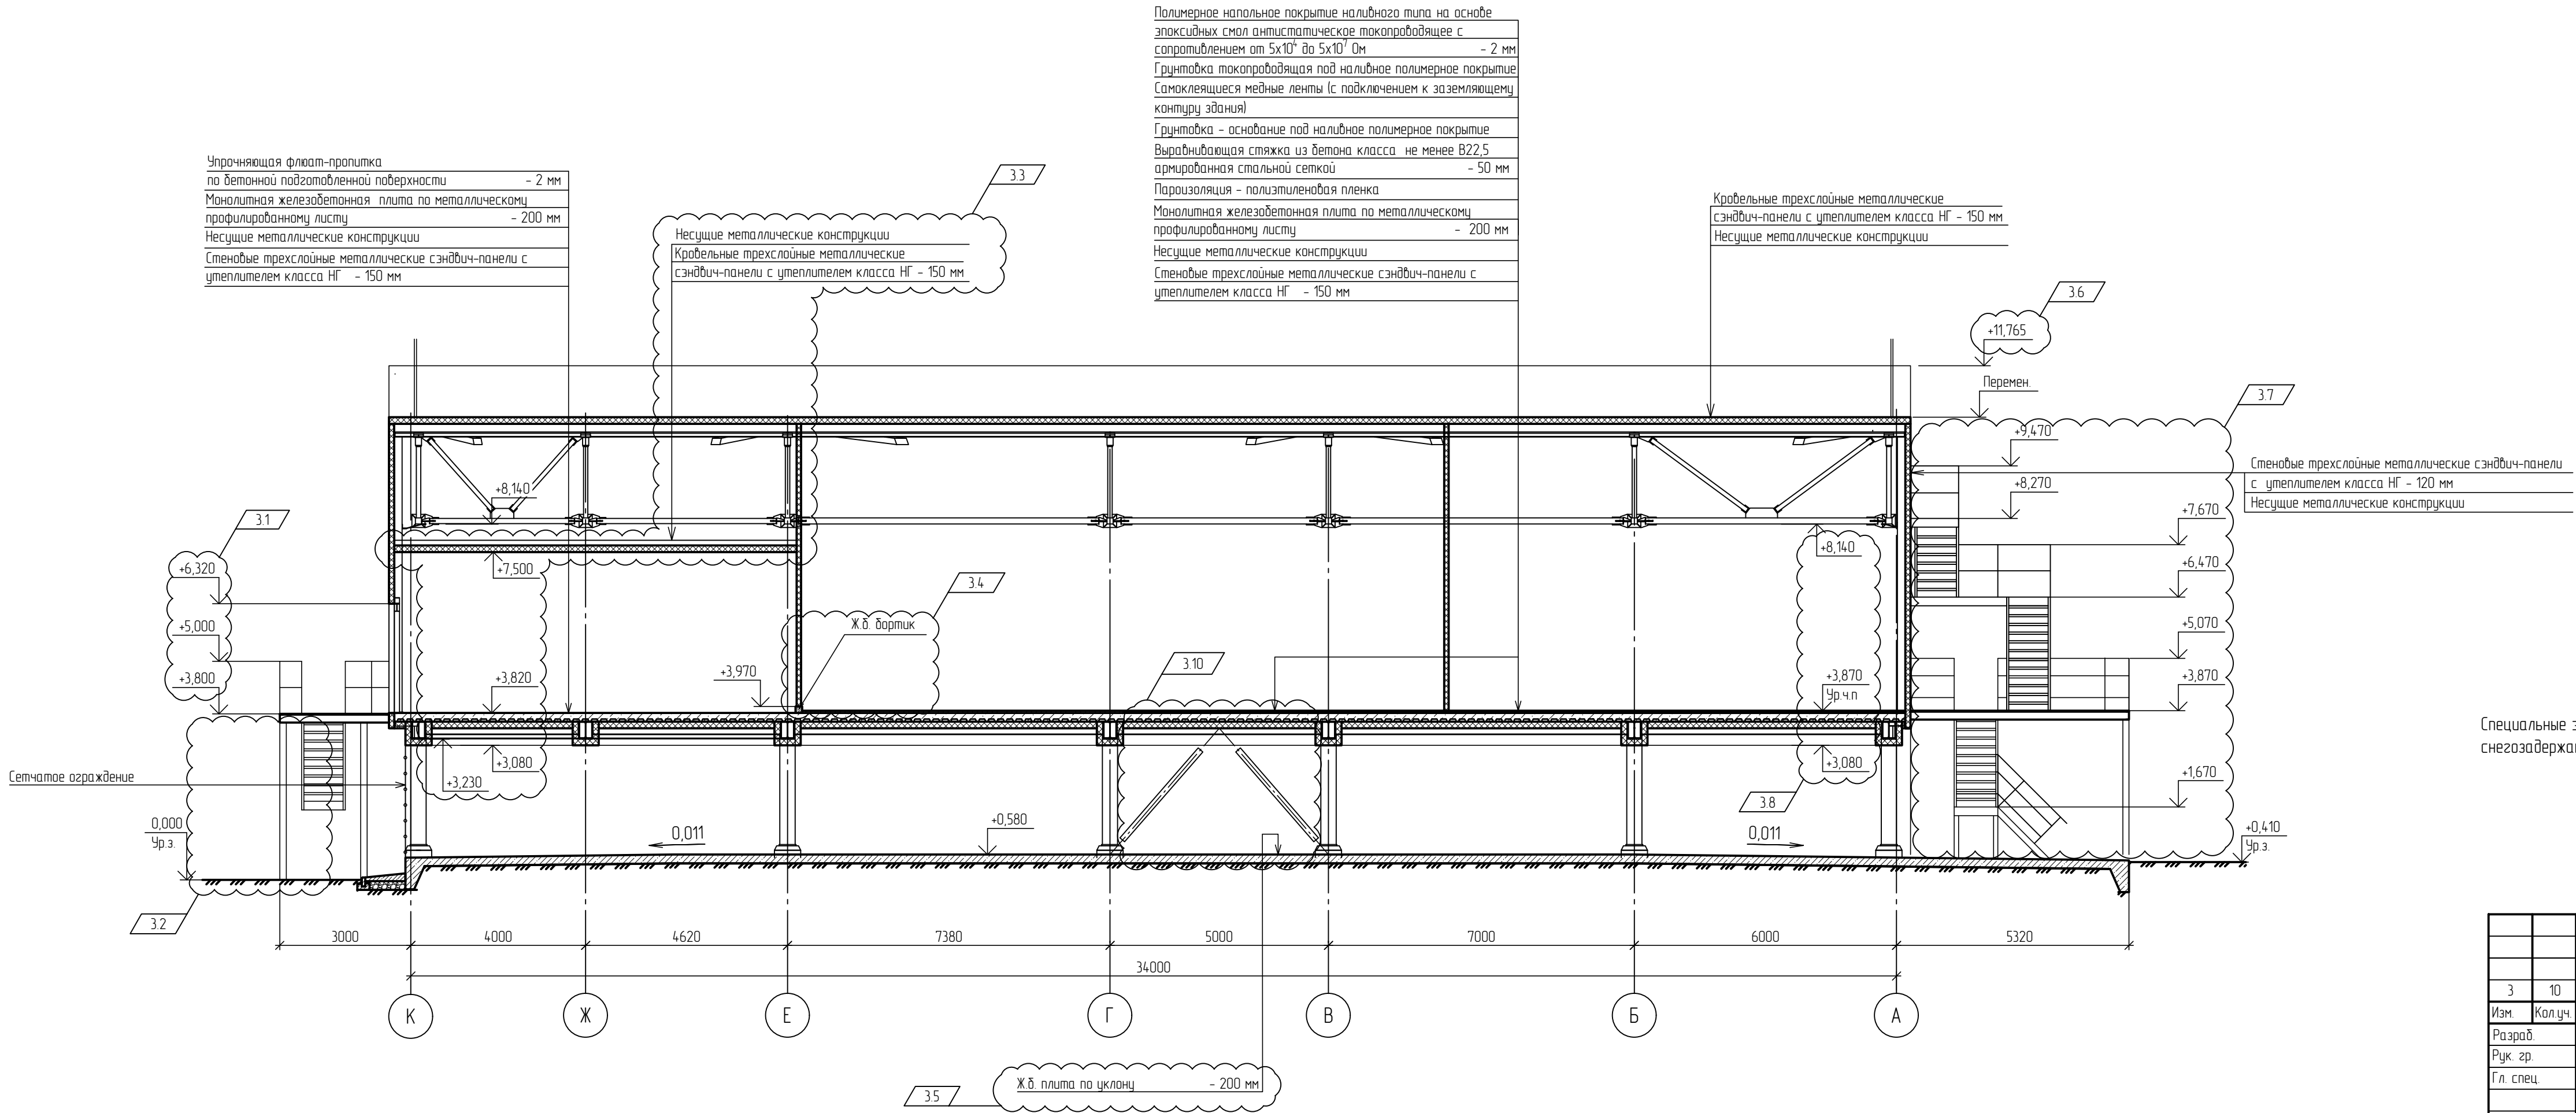 Полимерное напольное покрытие наливного типа на основе
эпоксидных смол антистатическое токопроводящее с
сопротивлением от 5х10⁴ до 5х10⁷ Ом - 2 мм
Грунтовка токопроводящая под наливное полимерное покрытие
Самоклеящиеся медные ленты (с подключением к заземляющему
контуру здания)
Грунтовка - основание под наливное полимерное покрытие
Выравнивающая стяжка из бетона класса не менее В22,5
армированная стальной сеткой - 50 мм
Пароизоляция - полиэтиленовая пленка
Монолитная железобетонная плита по металлическому
профилированному листу - 200 мм
Несущие металлические конструкции
Стеновые трехслойные металлические сэндвич-панели с
утеплителем класса НГ - 150 мм
Упрочняющая флюат-пропитка
по бетонной подготовленной поверхности - 2 мм
Монолитная железобетонная плита по металлическому
профилированному листу - 200 мм
Несущие металлические конструкции
Стеновые трехслойные металлические сэндвич-панели с
утеплителем класса НГ - 150 мм
3.3
Несущие металлические конструкции
Кровельные трехслойные металлические
сэндвич-панели с утеплителем класса НГ - 150 мм
Кровельные трехслойные металлические
сэндвич-панели с утеплителем класса НГ - 150 мм
Несущие металлические конструкции
3.6
+11,765
Перемен.
3.7
+9,470
+8,270
+7,670
+6,470
+5,070
+3,870
+1,670
+0,410
Ур.з.
Стеновые трехслойные металлические сэндвич-панели
с утеплителем класса НГ - 120 мм
Несущие металлические конструкции
3.1
+6,320
+5,000
+3,800
+8,140
+7,500
+3,820
+3,080
+3,230
3.4
Ж.б. бортик
+3,970
3.10
+8,140
+3,870
Ур.ч.п
+3,080
3.8
Сетчатое ограждение
0,000
Ур.з.
3.2
0,011
+0,580
0,011
Специальные
снегозадержа
3000 4000 4620 7380 5000 7000 6000 5320
34000
К Ж Е Г В Б А
3.5
Ж.б. плита по уклону - 200 мм
3 10
Изм. Кол.уч.
Разраб.
Рук. гр.
Гл. спец.